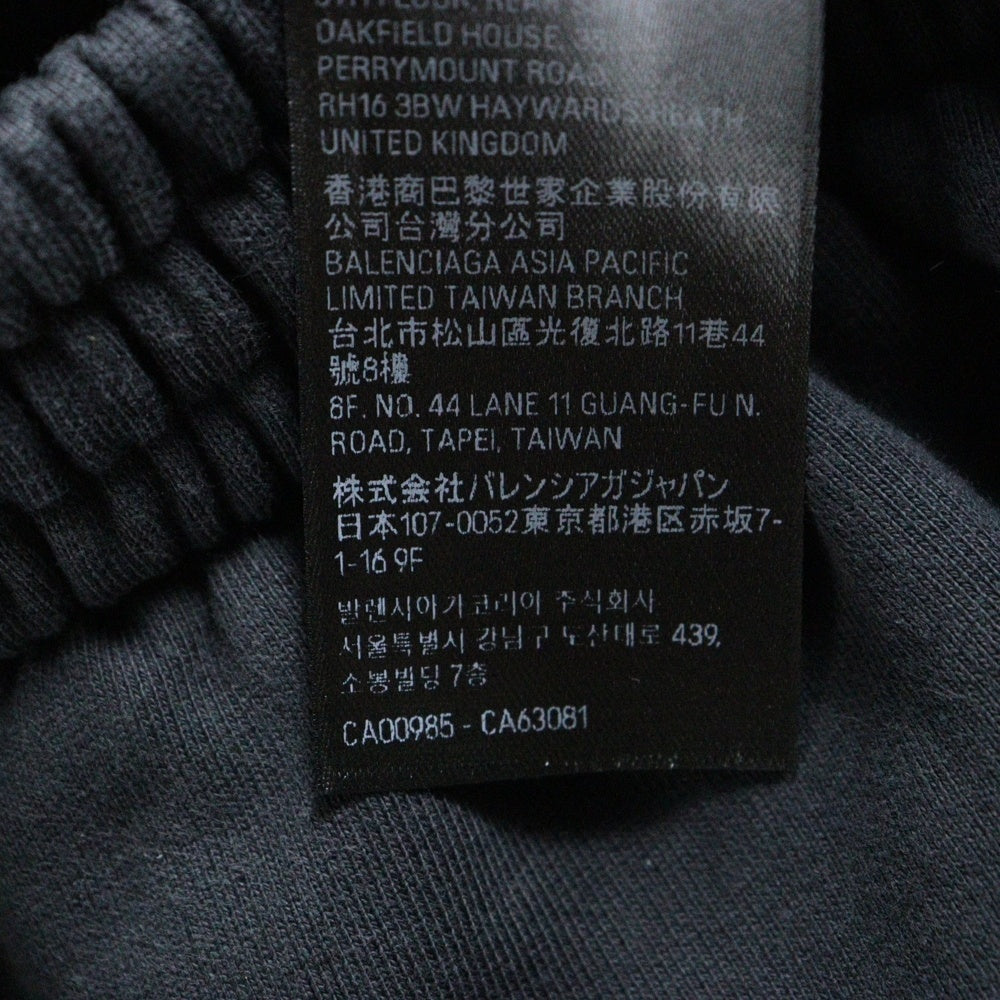 OAKFIELD HOUSE, 35
PERRYMOUNT ROAD
RH16 3BW HAYWARDS HEATH
UNITED KINGDOM
香港商巴黎世家企業股份有限
公司台灣分公司
BALENCIAGA ASIA PACIFIC
LIMITED TAIWAN BRANCH
台北市松山區光復北路11巷44
號8樓
8F. NO. 44 LANE 11 GUANG-FU N.
ROAD, TAPEI, TAIWAN
株式会社バレンシアガジャパン
日本107-0052東京都港区赤坂7-
1-16 9F
발렌시아가코리아 주식회사
서울특별시 강남구 도산대로 439,
소봉빌딩 7층
CA00985 - CA63081